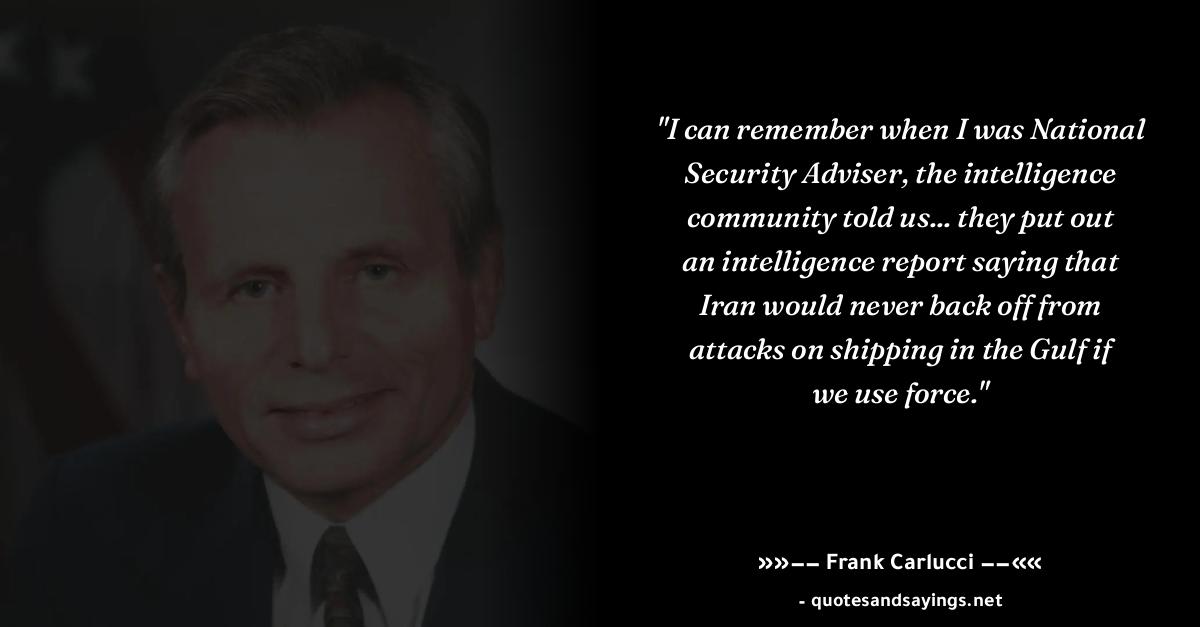 "I can remember when I was National
Security Adviser, the intelligence
community told us... they put out
an intelligence report saying that
Iran would never back off from
attacks on shipping in the Gulf if
we use force."
»»−− Frank Carlucci −−««
- quotesandsayings.net